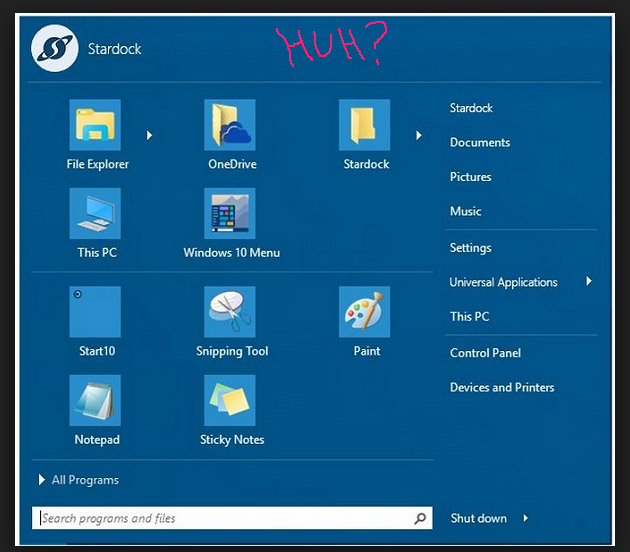 Stardock
HUH?
File Explorer
OneDrive
Stardock
This PC
Windows 10 Menu
Start10
Snipping Tool
Paint
Notepad
Sticky Notes
All Programs
Search programs and files
Stardock
Documents
Pictures
Music
Settings
Universal Applications
This PC
Control Panel
Devices and Printers
Shut down